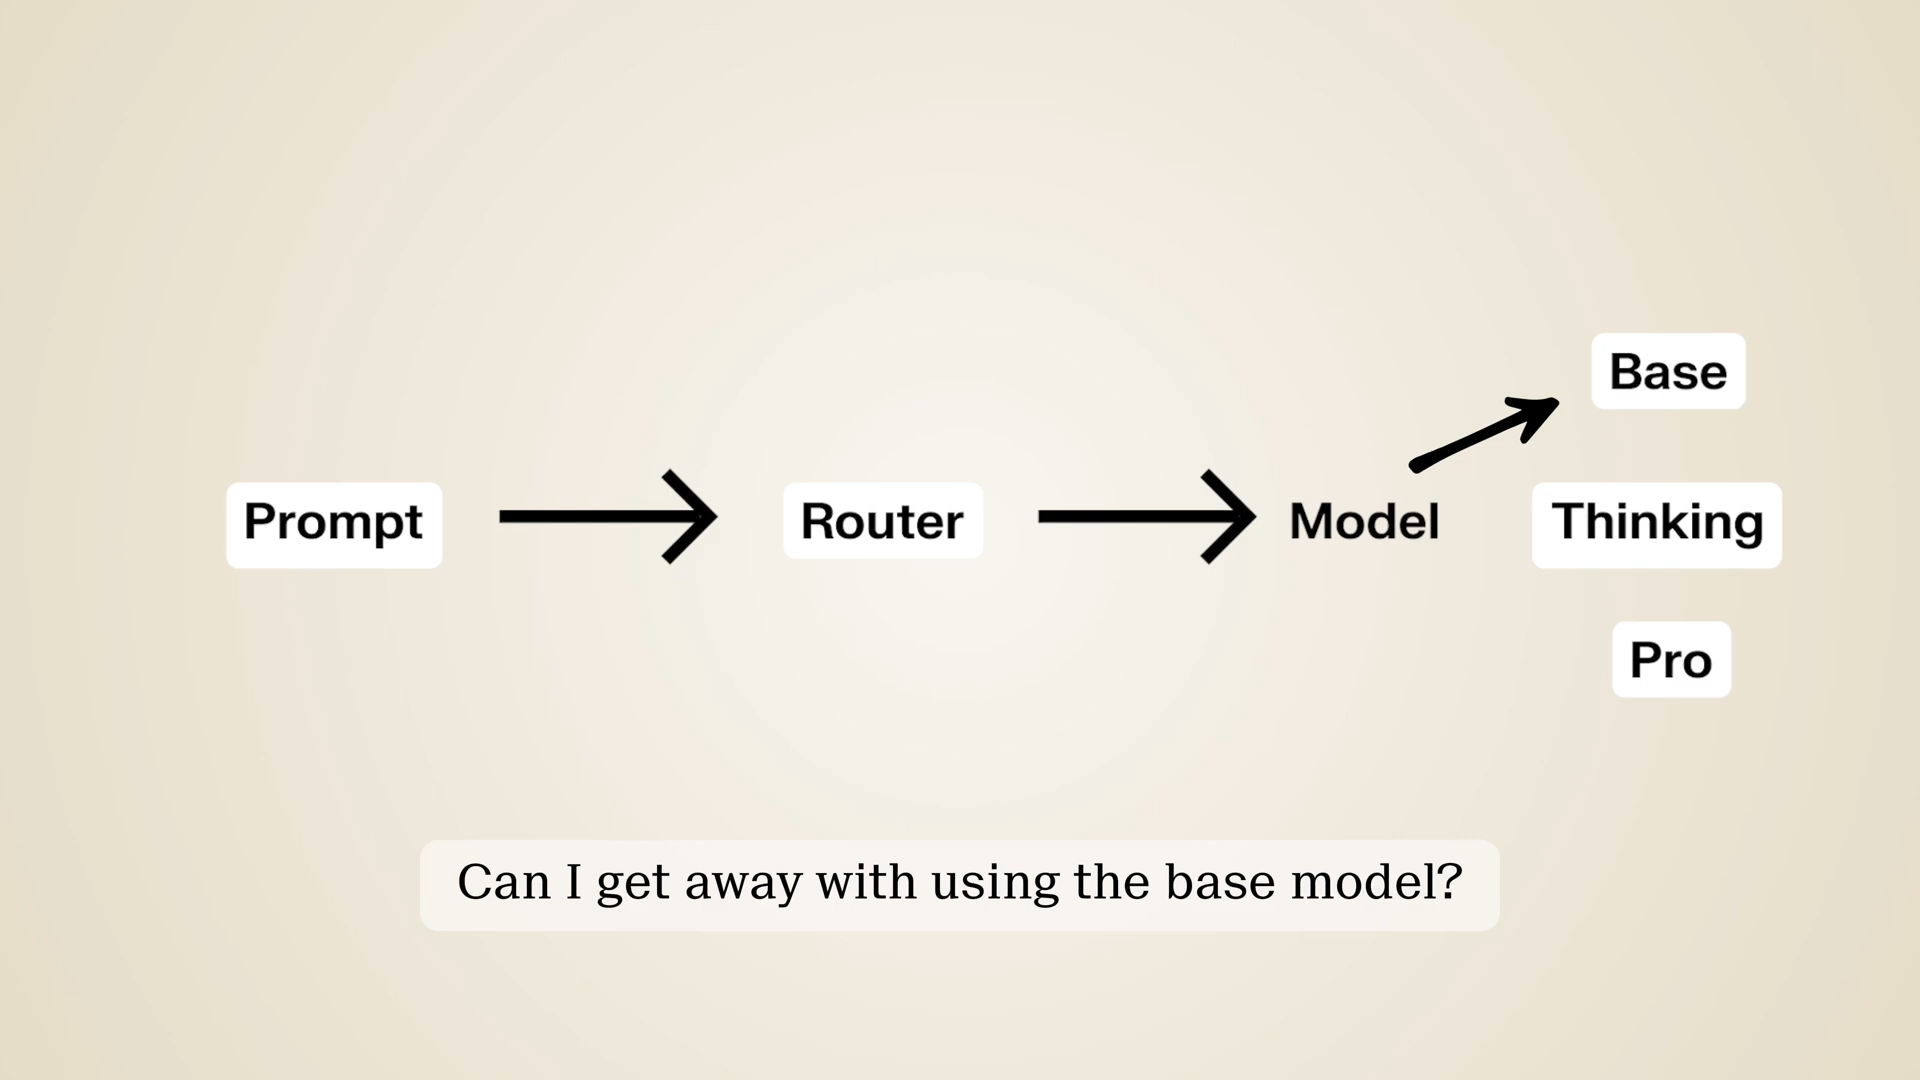 Base
Prompt Router Model Thinking
Pro
Can I get away with using the base model?